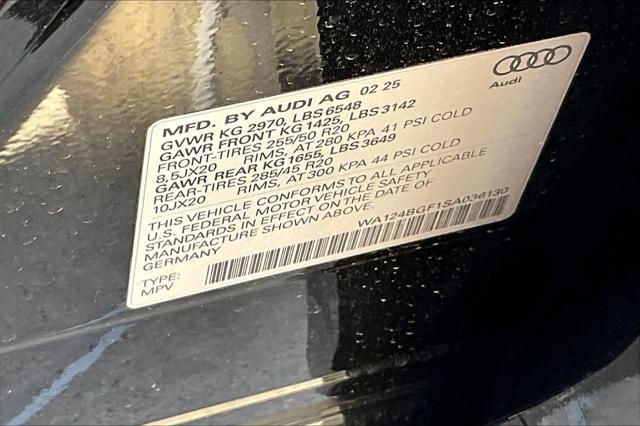 MFD. BY AUDI AG 02 25
Audi
GVWR KG 2970, LBS 6548
GAWR FRONT KG 1425, LBS 3142
FRONT-TIRES 255/50 R20
8,5JX20 RIMS, AT 280 KPA 41 PSI COLD
GAWR REAR KG 1655, LBS 3649
REAR-TIRES 285/45 R20
10JX20 RIMS, AT 300 KPA 44 PSI COLD
THIS VEHICLE CONFORMS TO ALL APPLICABLE
U.S. FEDERAL MOTOR VEHICLE SAFETY
STANDARDS IN EFFECT ON THE DATE OF
MANUFACTURE SHOWN ABOVE.
GERMANY
WA124BGF1SA036130
TYPE:
MPV